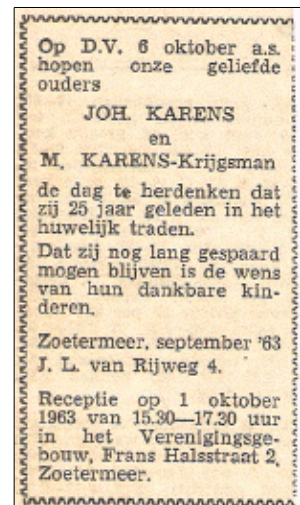 Op D.V. 6 oktober a.s.
hopen onze geliefde
ouders
JOH. KARENS
en
M. KARENS-Krijgsman
de dag te herdenken dat
zij 25 jaar geleden in het
huwelijk traden.
Dat zij nog lang gespaard
mogen blijven is de wens
van hun dankbare kin-
deren.
Zoetermeer, september '63
J. L. van Rijweg 4.
Receptie op 1 oktober
1963 van 15.30—17.30 uur
in het Verenigingsge-
bouw, Frans Halsstraat 2,
Zoetermeer.